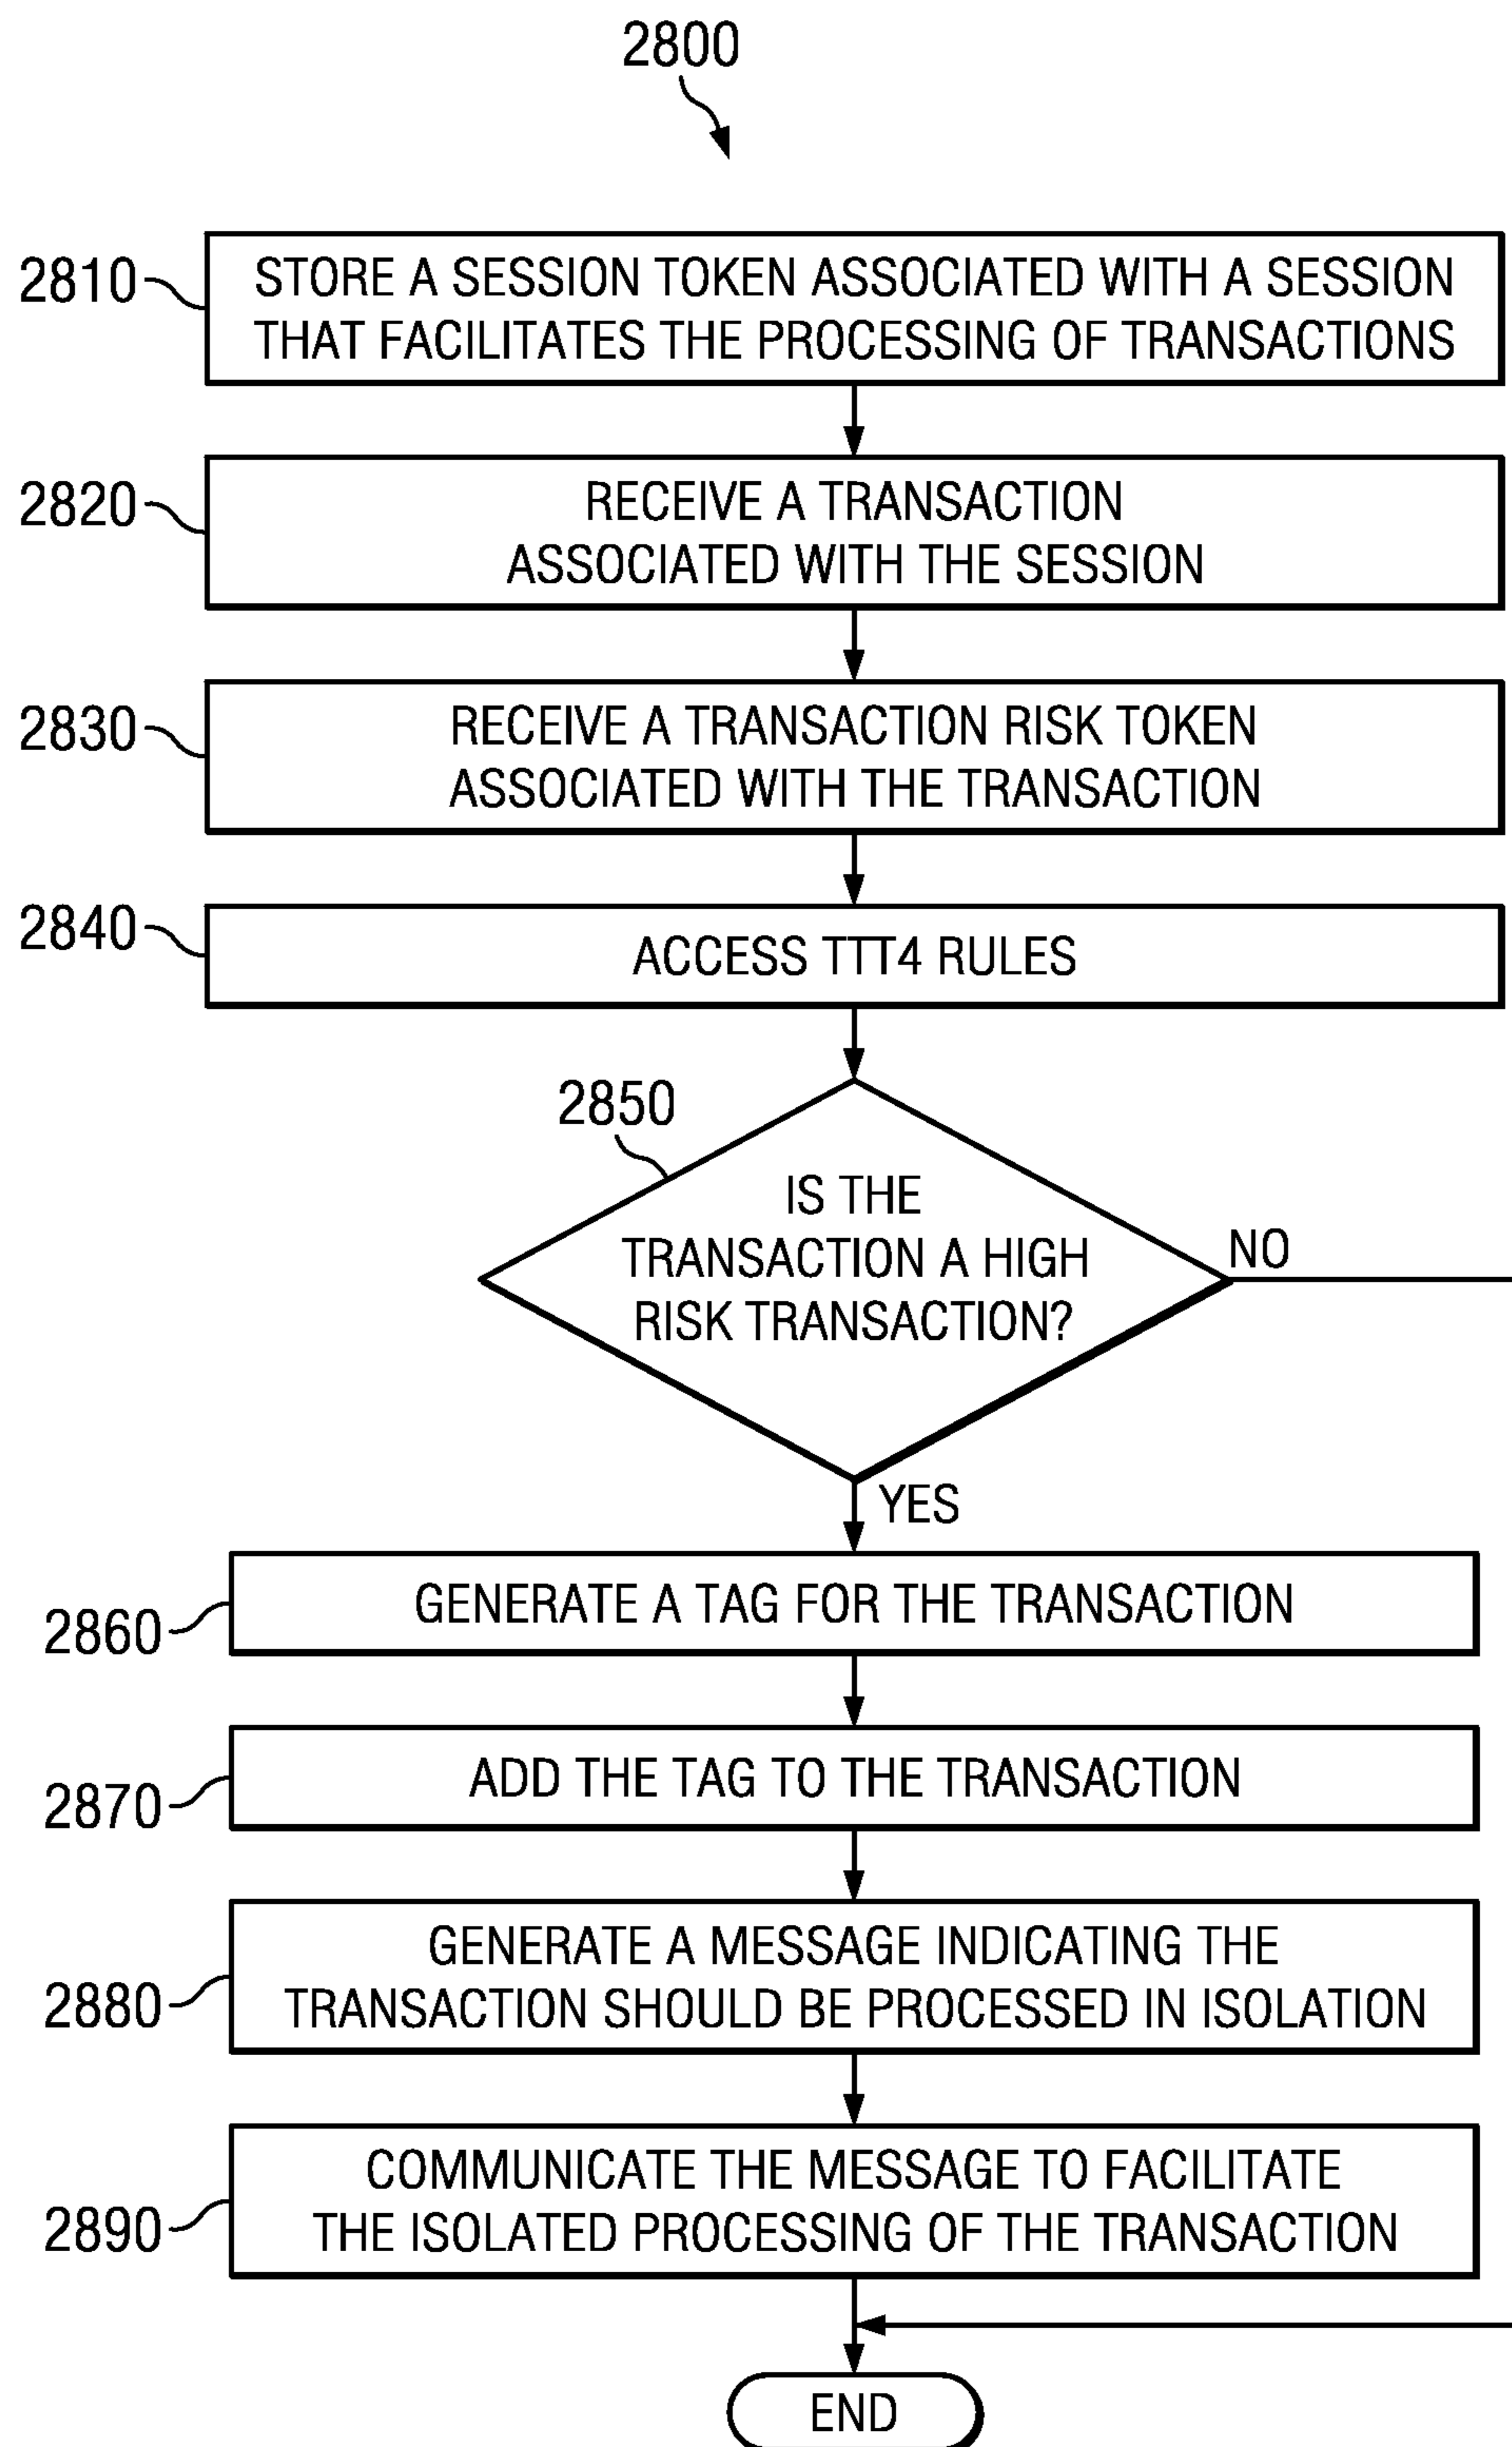 2800
2810
STORE A SESSION TOKEN ASSOCIATED WITH A SESSION
THAT FACILITATES THE PROCESSING OF TRANSACTIONS
2820
RECEIVE A TRANSACTION
ASSOCIATED WITH THE SESSION
2830
RECEIVE A TRANSACTION RISK TOKEN
ASSOCIATED WITH THE TRANSACTION
2840
ACCESS TTT4 RULES
2850
IS THE
TRANSACTION A HIGH
RISK TRANSACTION?
NO
YES
2860
GENERATE A TAG FOR THE TRANSACTION
2870
ADD THE TAG TO THE TRANSACTION
2880
GENERATE A MESSAGE INDICATING THE
TRANSACTION SHOULD BE PROCESSED IN ISOLATION
2890
COMMUNICATE THE MESSAGE TO FACILITATE
THE ISOLATED PROCESSING OF THE TRANSACTION
END